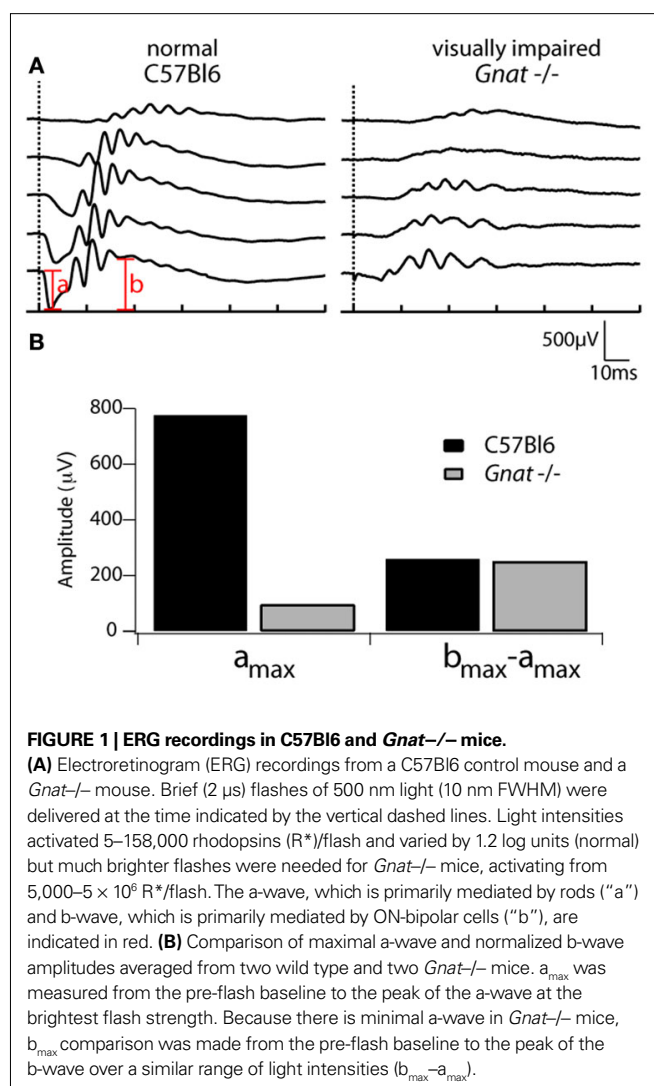 normal
C57Bl6
visually impaired
Gnat -/-
A
a
b
500µV
10ms
B
800
600
400
200
0
Amplitude (µV)
C57Bl6
Gnat -/-
amax
bmax-amax
FIGURE 1 | ERG recordings in C57Bl6 and Gnat–/– mice.
(A) Electroretinogram (ERG) recordings from a C57Bl6 control mouse and a
Gnat–/– mouse. Brief (2 µs) flashes of 500 nm light (10 nm FWHM) were
delivered at the time indicated by the vertical dashed lines. Light intensities
activated 5–158,000 rhodopsins (R*)/flash and varied by 1.2 log units (normal)
but much brighter flashes were needed for Gnat–/– mice, activating from
5,000–5 × 10⁶ R*/flash. The a-wave, which is primarily mediated by rods (“a”)
and b-wave, which is primarily mediated by ON-bipolar cells (“b”), are
indicated in red. (B) Comparison of maximal a-wave and normalized b-wave
amplitudes averaged from two wild type and two Gnat–/– mice. amax was
measured from the pre-flash baseline to the peak of the a-wave at the
brightest flash strength. Because there is minimal a-wave in Gnat–/– mice,
bmax comparison was made from the pre-flash baseline to the peak of the
b-wave over a similar range of light intensities (bmax–amax).